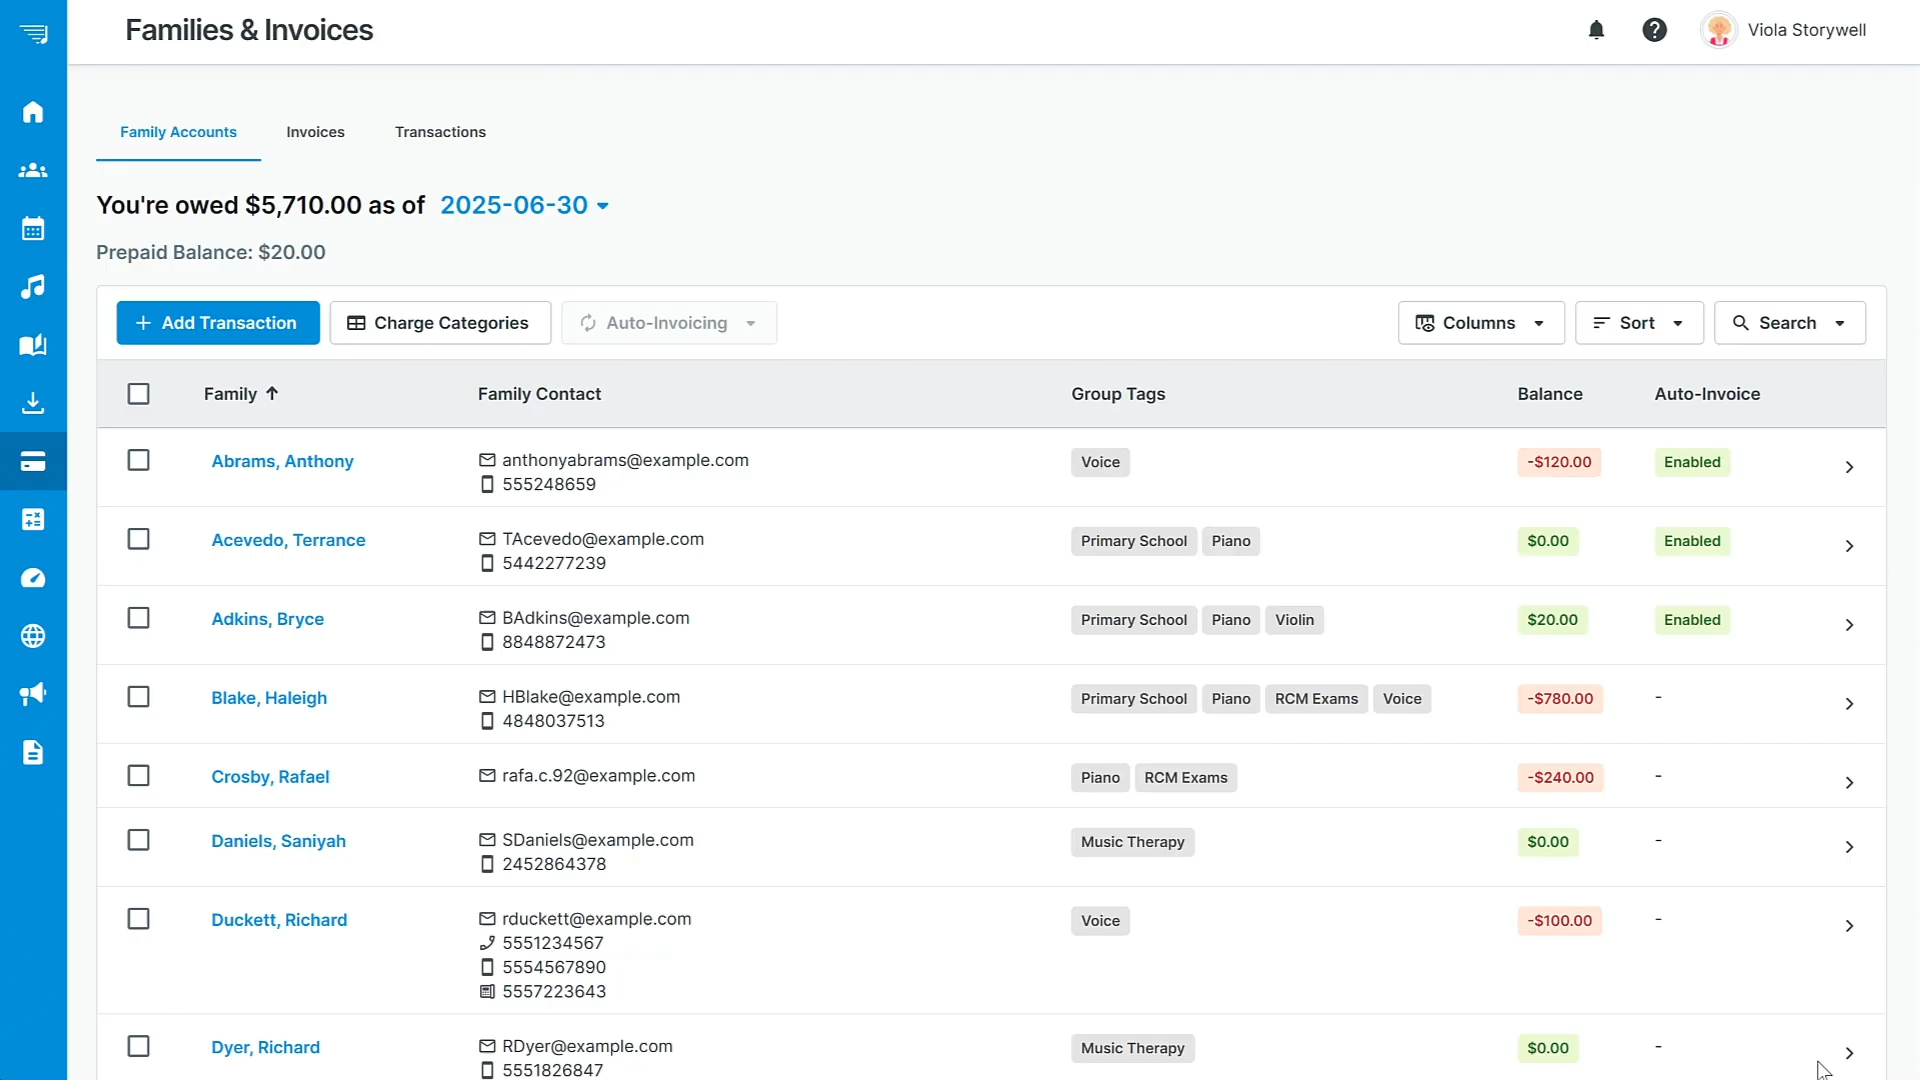 Families & Invoices
Viola Storywell
Family Accounts Invoices Transactions
You're owed $5,710.00 as of 2025-06-30
Prepaid Balance: $20.00
Add Transaction Charge Categories Auto-Invoicing Columns Sort Search
Family Family Contact Group Tags Balance Auto-Invoice
Abrams, Anthony anthonyabrams@example.com Voice -$120.00 Enabled
555248659
Acevedo, Terrance TAcevedo@example.com Primary School Piano $0.00 Enabled
5442277239
Adkins, Bryce BAdkins@example.com Primary School Piano Violin $20.00 Enabled
8848872473
Blake, Haleigh HBlake@example.com Primary School Piano RCM Exams Voice -$780.00 -
4848037513
Crosby, Rafael rafa.c.92@example.com Piano RCM Exams -$240.00 -
Daniels, Saniyah SDaniels@example.com Music Therapy $0.00 -
2452864378
Duckett, Richard rduckett@example.com Voice -$100.00 -
5551234567
5554567890
5557223643
Dyer, Richard RDyer@example.com Music Therapy $0.00 -
5551826847